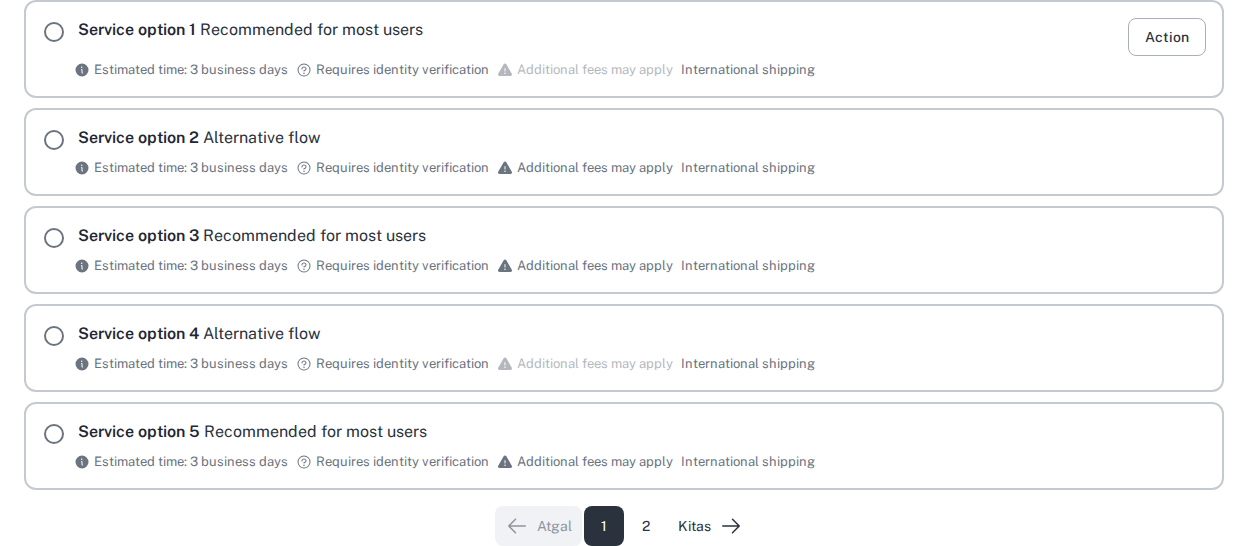 Service option 1 Recommended for most users
Action
Estimated time: 3 business days Requires identity verification Additional fees may apply International shipping
Service option 2 Alternative flow
Estimated time: 3 business days Requires identity verification Additional fees may apply International shipping
Service option 3 Recommended for most users
Estimated time: 3 business days Requires identity verification Additional fees may apply International shipping
Service option 4 Alternative flow
Estimated time: 3 business days Requires identity verification Additional fees may apply International shipping
Service option 5 Recommended for most users
Estimated time: 3 business days Requires identity verification Additional fees may apply International shipping
Atgal 1 2 Kitas